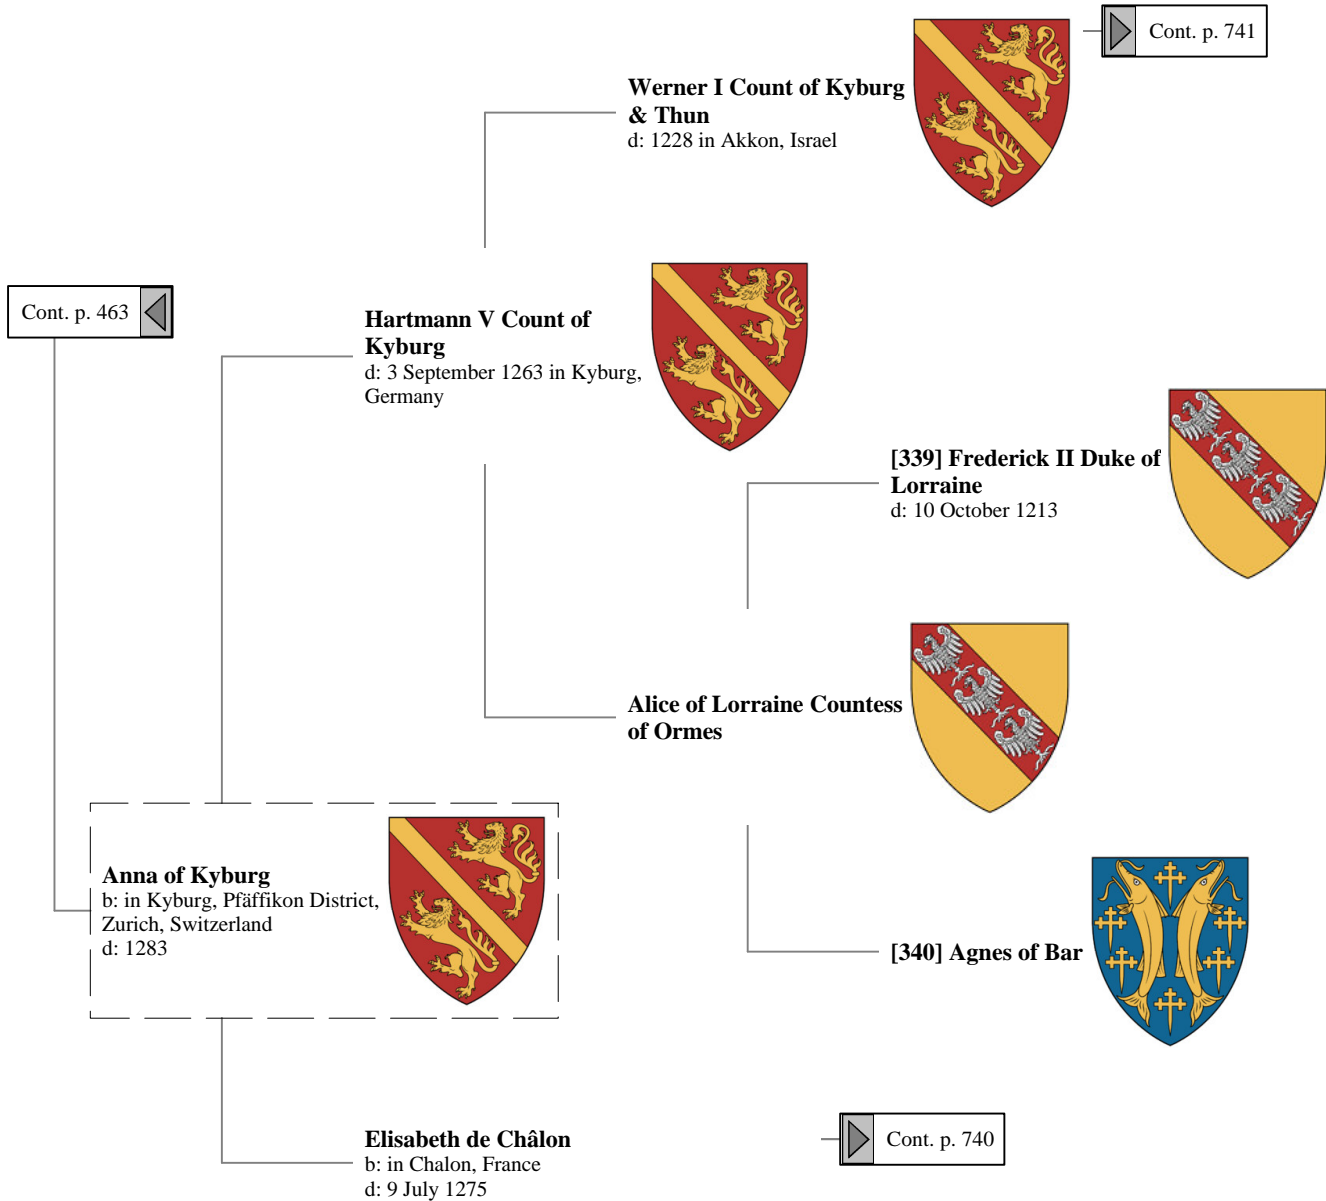 Cont. p. 741
Werner I Count of Kyburg
& Thun
d: 1228 in Akkon, Israel
Cont. p. 463
Hartmann V Count of
Kyburg
d: 3 September 1263 in Kyburg,
Germany
[339] Frederick II Duke of
Lorraine
d: 10 October 1213
Alice of Lorraine Countess
of Ormes
Anna of Kyburg
b: in Kyburg, Pfäffikon District,
Zurich, Switzerland
d: 1283
[340] Agnes of Bar
Cont. p. 740
Elisabeth de Châlon
b: in Chalon, France
d: 9 July 1275